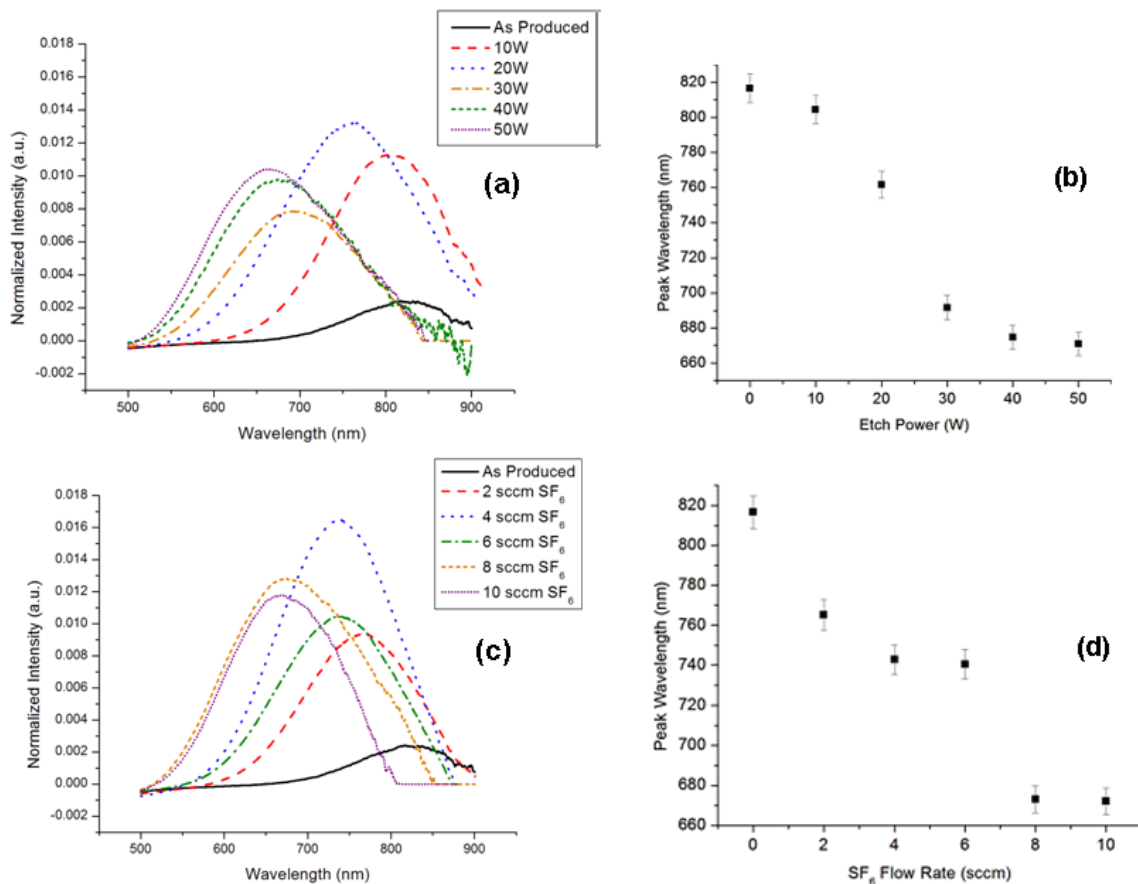 As Produced
10W
20W
30W
40W
50W
0.018
0.016
0.014
0.012
0.010
0.008
0.006
0.004
0.002
0.000
-0.002
Normalized Intensity (a.u.)
500
600
700
800
900
Wavelength (nm)
(a)
820
800
780
760
740
720
700
680
660
Peak Wavelength (nm)
0
10
20
30
40
50
Etch Power (W)
(b)
As Produced
2 sccm SF6
4 sccm SF6
6 sccm SF6
8 sccm SF6
10 sccm SF6
0.018
0.016
0.014
0.012
0.010
0.008
0.006
0.004
0.002
0.000
-0.002
Normalized Intensity (a.u.)
500
600
700
800
900
Wavelength (nm)
(c)
840
820
800
780
760
740
720
700
680
660
Peak Wavelength (nm)
0
2
4
6
8
10
SF6 Flow Rate (sccm)
(d)